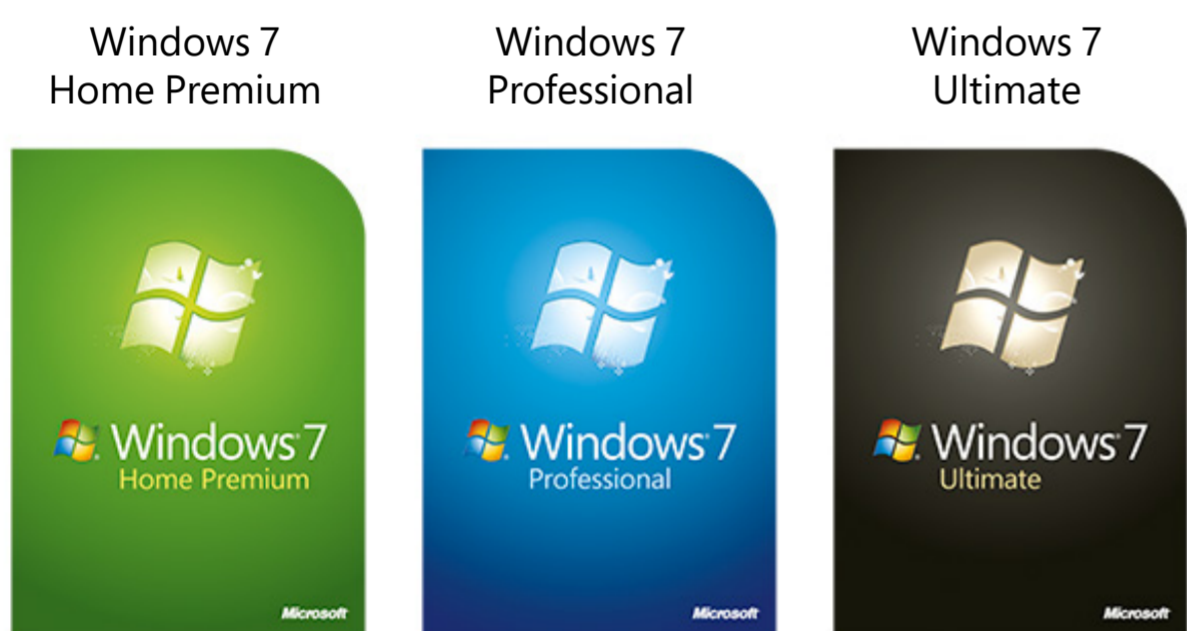 Windows 7
Home Premium
Windows 7
Professional
Windows 7
Ultimate
Windows 7
Home Premium
Microsoft
Windows 7
Professional
Microsoft
Windows 7
Ultimate
Microsoft